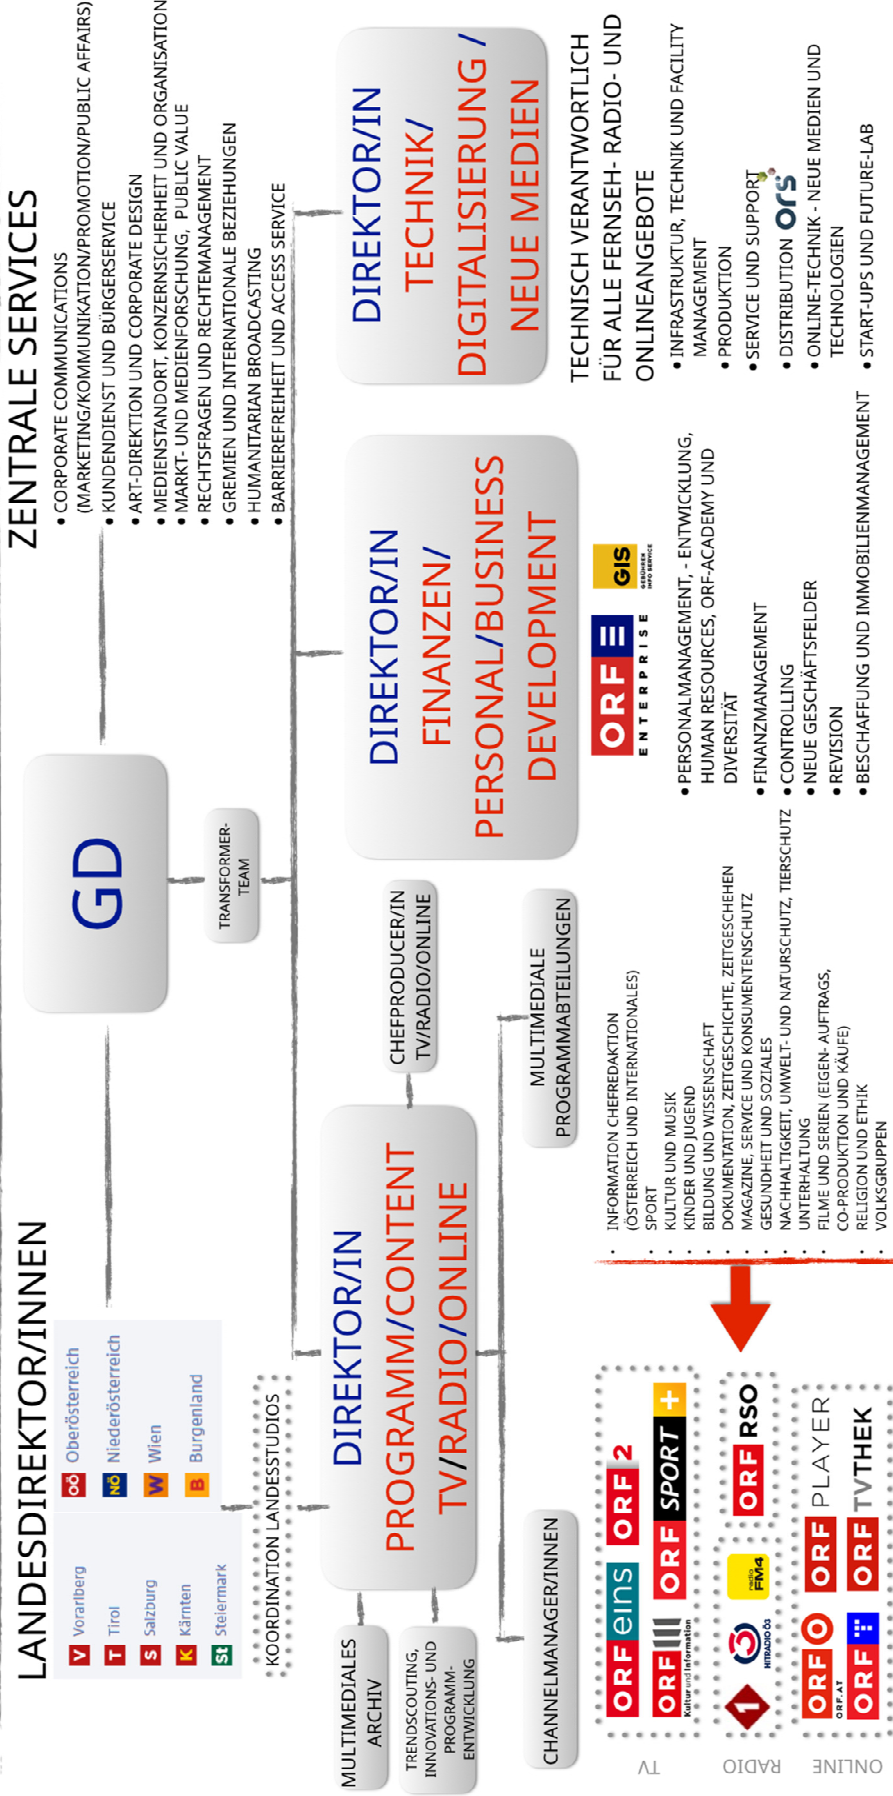 LANDESDIREKTOR/INNEN
V Vorarlberg
T Tirol
S Salzburg
K Kärnten
St Steiermark
OÖ Oberösterreich
NÖ Niederösterreich
W Wien
B Burgenland
KOORDINATION LANDESSTUDIOS
GD
TRANSFORMER-
TEAM
ZENTRALE SERVICES
• CORPORATE COMMUNICATIONS
(MARKETING/KOMMUNIKATION/PROMOTION/PUBLIC AFFAIRS)
• KUNDENDIENST UND BÜRGERSERVICE
• ART-DIREKTION UND CORPORATE DESIGN
• MEDIENSTANDORT, KONZERNSICHERHEIT UND ORGANISATION
• MARKT- UND MEDIENFORSCHUNG, PUBLIC VALUE
• RECHTSFRAGEN UND RECHTEMANAGEMENT
• GREMIEN UND INTERNATIONALE BEZIEHUNGEN
• HUMANITARIAN BROADCASTING
• BARRIEREFREIHEIT UND ACCESS SERVICE
MULTIMEDIALES
ARCHIV
TRENDSCOUTING,
INNOVATIONS- UND
PROGRAMM-
ENTWICKLUNG
DIREKTOR/IN
PROGRAMM/CONTENT
TV/RADIO/ONLINE
CHEFPRODUCER/IN
TV/RADIO/ONLINE
DIREKTOR/IN
FINANZEN/
PERSONAL/BUSINESS
DEVELOPMENT
DIREKTOR/IN
TECHNIK/
DIGITALISIERUNG /
NEUE MEDIEN
CHANNELMANAGER/INNEN
MULTIMEDIALE
PROGRAMMABTEILUNGEN
TV
ORF eins
ORF 2
ORF III
Kultur und Information
ORF SPORT +
RADIO
1
Ö3
HITRADIO Ö3
radio
FM4
ORF RSO
ONLINE
ORF
ORF.AT
ORF PLAYER
ORF
ORF TVTHEK
• INFORMATION CHEFREDAKTION
(ÖSTERREICH UND INTERNATIONALES)
• SPORT
• KULTUR UND MUSIK
• KINDER UND JUGEND
• BILDUNG UND WISSENSCHAFT
• DOKUMENTATION, ZEITGESCHICHTE, ZEITGESCHEHEN
• MAGAZINE, SERVICE UND KONSUMENTENSCHUTZ
• GESUNDHEIT UND SOZIALES
• NACHHALTIGKEIT, UMWELT- UND NATURSCHUTZ, TIERSCHUTZ
• UNTERHALTUNG
• FILME UND SERIEN (EIGEN- AUFTRAGS,
CO-PRODUKTION UND KÄUFE)
• RELIGION UND ETHIK
• VOLKSGRUPPEN
ORF E
ENTERPRISE
GIS
GEBÜHREN
INFO SERVICE
• PERSONALMANAGEMENT, - ENTWICKLUNG,
HUMAN RESOURCES, ORF-ACADEMY UND
DIVERSITÄT
• FINANZMANAGEMENT
• CONTROLLING
• NEUE GESCHÄFTSFELDER
• REVISION
• BESCHAFFUNG UND IMMOBILIENMANAGEMENT
TECHNISCH VERANTWORTLICH
FÜR ALLE FERNSEH- RADIO- UND
ONLINEANGEBOTE
• INFRASTRUKTUR, TECHNIK UND FACILITY
MANAGEMENT
• PRODUKTION
• SERVICE UND SUPPORT
• DISTRIBUTION ors
• ONLINE-TECHNIK - NEUE MEDIEN UND
TECHNOLOGIEN
• START-UPS UND FUTURE-LAB